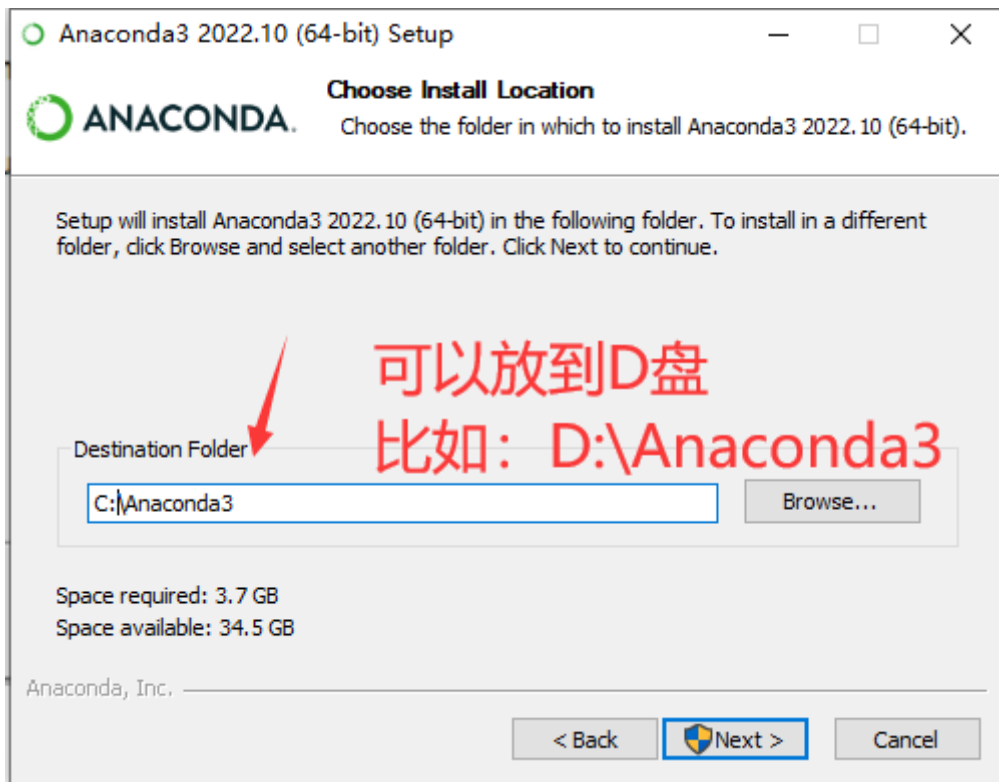 Anaconda3 2022.10 (64-bit) Setup
ANACONDA.
Choose Install Location
Choose the folder in which to install Anaconda3 2022.10 (64-bit).
Setup will install Anaconda3 2022.10 (64-bit) in the following folder. To install in a different
folder, click Browse and select another folder. Click Next to continue.
可以放到D盘
比如：D:\Anaconda3
Destination Folder
C:\Anaconda3
Browse...
Space required: 3.7 GB
Space available: 34.5 GB
Anaconda, Inc.
< Back
Next >
Cancel